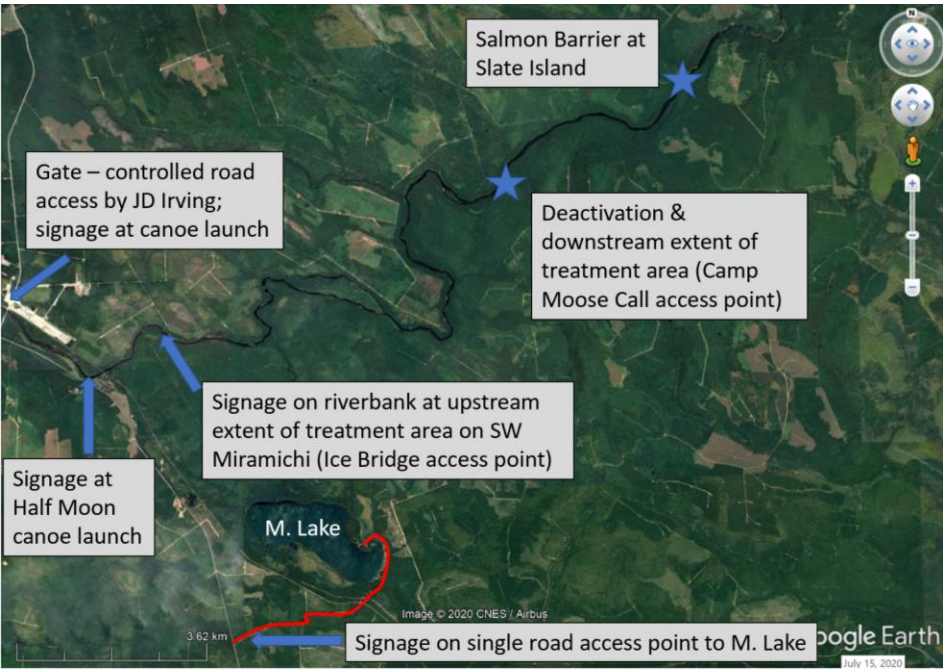 N
Salmon Barrier at
Slate Island
Gate – controlled road
access by JD Irving;
signage at canoe launch
Deactivation &
downstream extent of
treatment area (Camp
Moose Call access point)
Signage on riverbank at upstream
extent of treatment area on SW
Miramichi (Ice Bridge access point)
Signage at
Half Moon
canoe launch
M. Lake
Image © 2020 CNES / Airbus
3.62 km
Signage on single road access point to M. Lake
oogle Earth
July 15, 2020